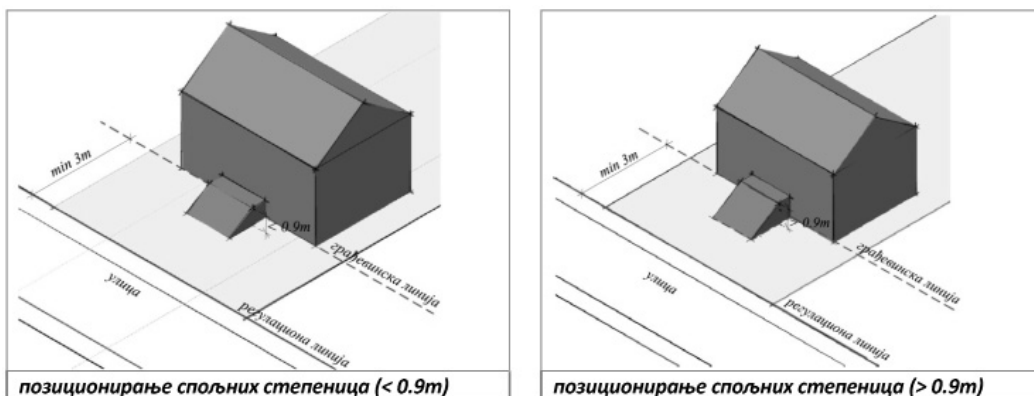 min 3m
< 0.9m
грађевинска линија
улица
регулациона линија
позиционирање спољних степеница (< 0.9m)
min 3m
< 0.9m
грађевинска линија
улица
регулациона линија
позиционирање спољних степеница (> 0.9m)